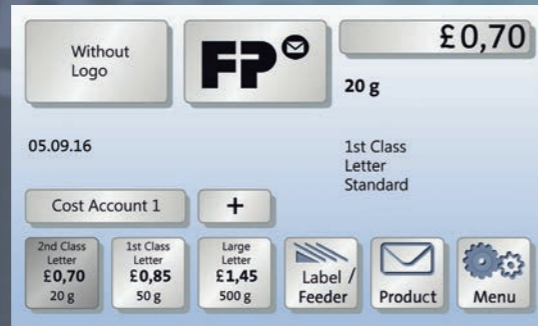 Without
Logo
FP
£0,70
20 g
05.09.16
1st Class
Letter
Standard
Cost Account 1
+
2nd Class
Letter
£0,70
20 g
1st Class
Letter
£0,85
50 g
Large
Letter
£1,45
500 g
Label /
Feeder
Product
Menu